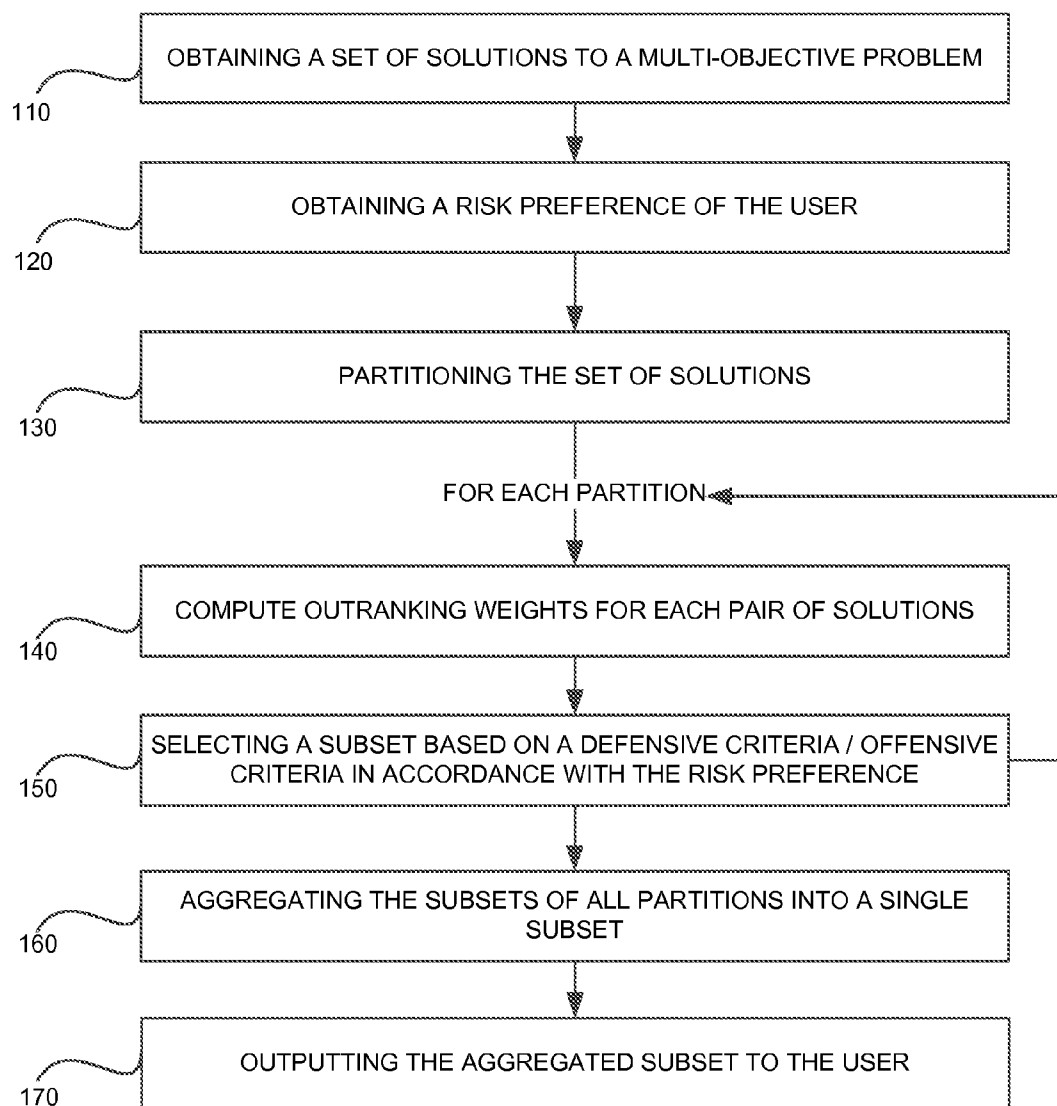 OBTAINING A SET OF SOLUTIONS TO A MULTI-OBJECTIVE PROBLEM
110
OBTAINING A RISK PREFERENCE OF THE USER
120
PARTITIONING THE SET OF SOLUTIONS
130
FOR EACH PARTITION
COMPUTE OUTRANKING WEIGHTS FOR EACH PAIR OF SOLUTIONS
140
SELECTING A SUBSET BASED ON A DEFENSIVE CRITERIA / OFFENSIVE
CRITERIA IN ACCORDANCE WITH THE RISK PREFERENCE
150
AGGREGATING THE SUBSETS OF ALL PARTITIONS INTO A SINGLE
SUBSET
160
OUTPUTTING THE AGGREGATED SUBSET TO THE USER
170